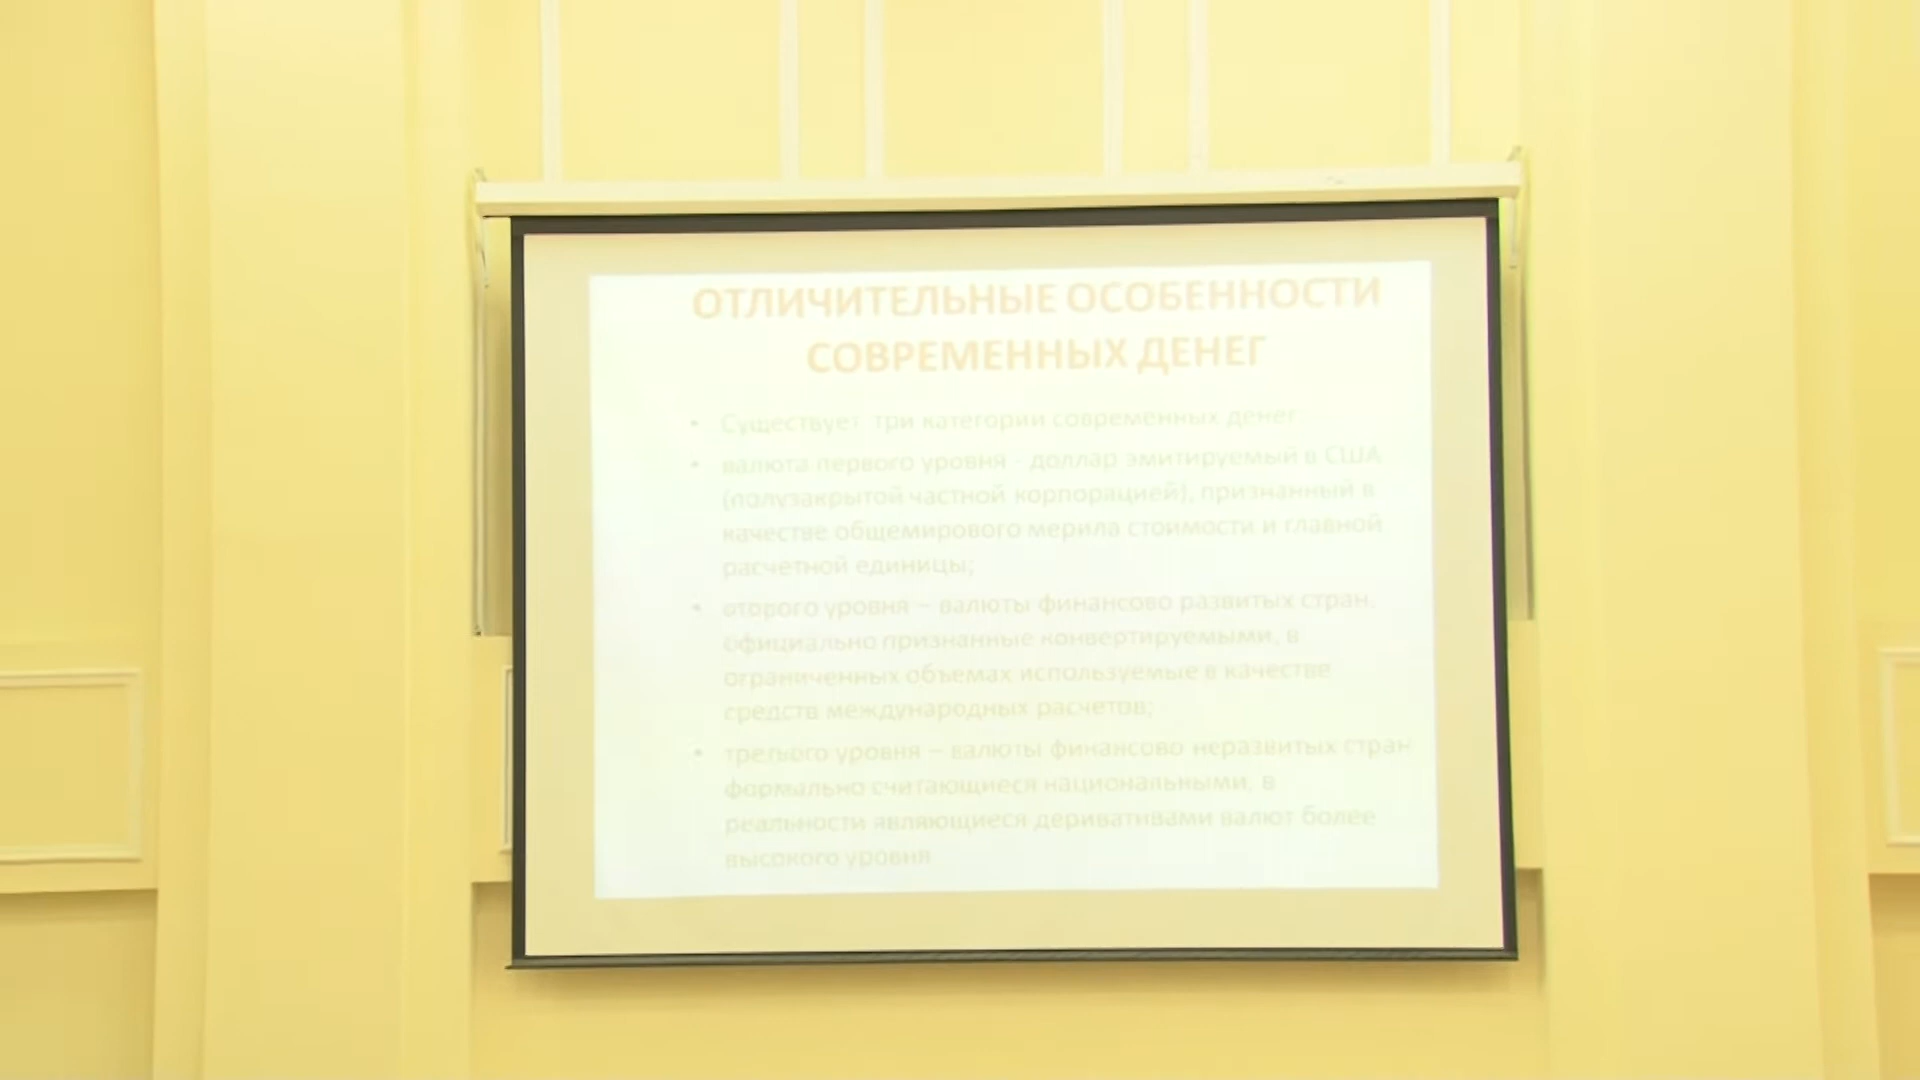 ОТЛИЧИТЕЛЬНЫЕ ОСОБЕННОСТИ
СОВРЕМЕННЫХ ДЕНЕГ
• Существует три категории современных денег
• валюта первого уровня - доллар эмитируемый в США
(полузакрытой частной корпорацией), признанный в
качестве общемирового мерила стоимости и главной
расчетной единицы;
• второго уровня – валюты финансово развитых стран,
официально признанные конвертируемыми, в
ограниченных объемах используемые в качестве
средств международных расчетов;
• третьего уровня – валюты финансово неразвитых стран
формально считающиеся национальными, в
реальности являющиеся деривативами валют более
высокого уровня